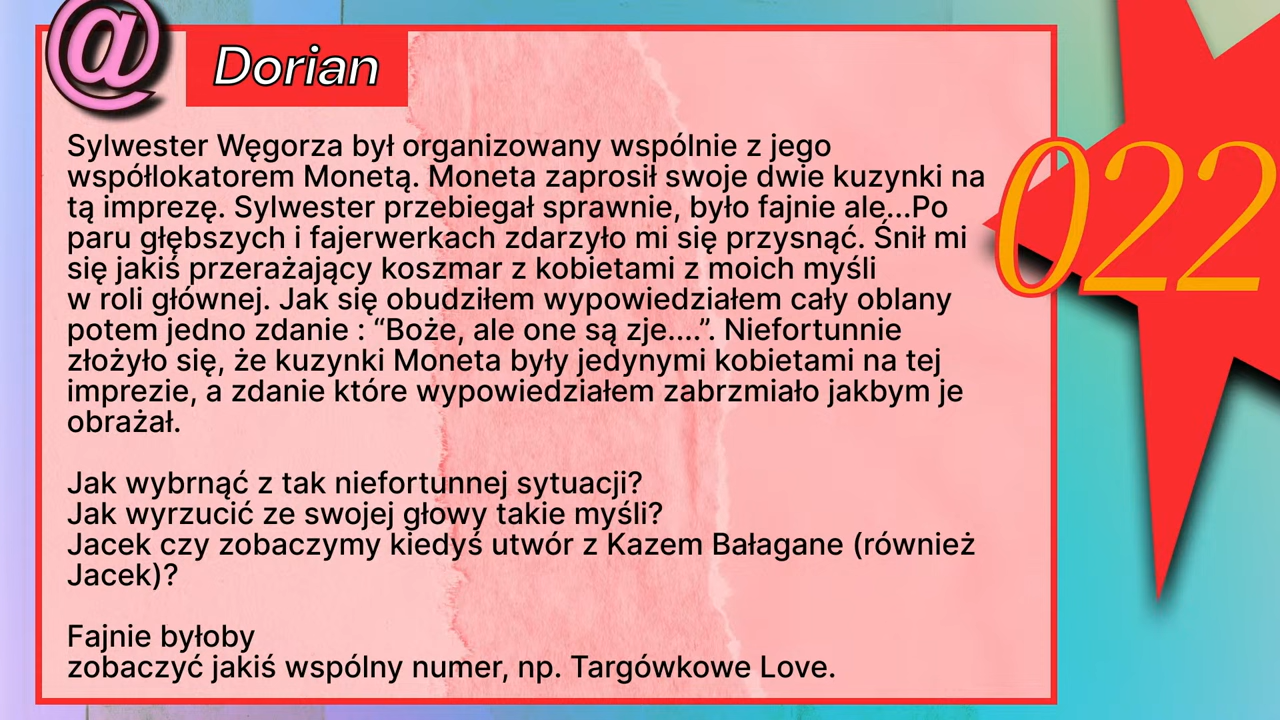 @
Dorian
022
Sylwester Węgorza był organizowany wspólnie z jego
współlokatorem Monetą. Moneta zaprosił swoje dwie kuzynki na
tą imprezę. Sylwester przebiegał sprawnie, było fajnie ale...Po
paru głębszych i fajerwerkach zdarzyło mi się przysnąć. Śnił mi
się jakiś przerażający koszmar z kobietami z moich myśli
w roli głównej. Jak się obudziłem wypowiedziałem cały oblany
potem jedno zdanie : “Boże, ale one są zje....”. Niefortunnie
złożyło się, że kuzynki Moneta były jedynymi kobietami na tej
imprezie, a zdanie które wypowiedziałem zabrzmiało jakbym je
obrażał.
Jak wybrnąć z tak niefortunnej sytuacji?
Jak wyrzucić ze swojej głowy takie myśli?
Jacek czy zobaczymy kiedyś utwór z Kazem Bałagane (również
Jacek)?
Fajnie byłoby
zobaczyć jakiś wspólny numer, np. Targówkowe Love.